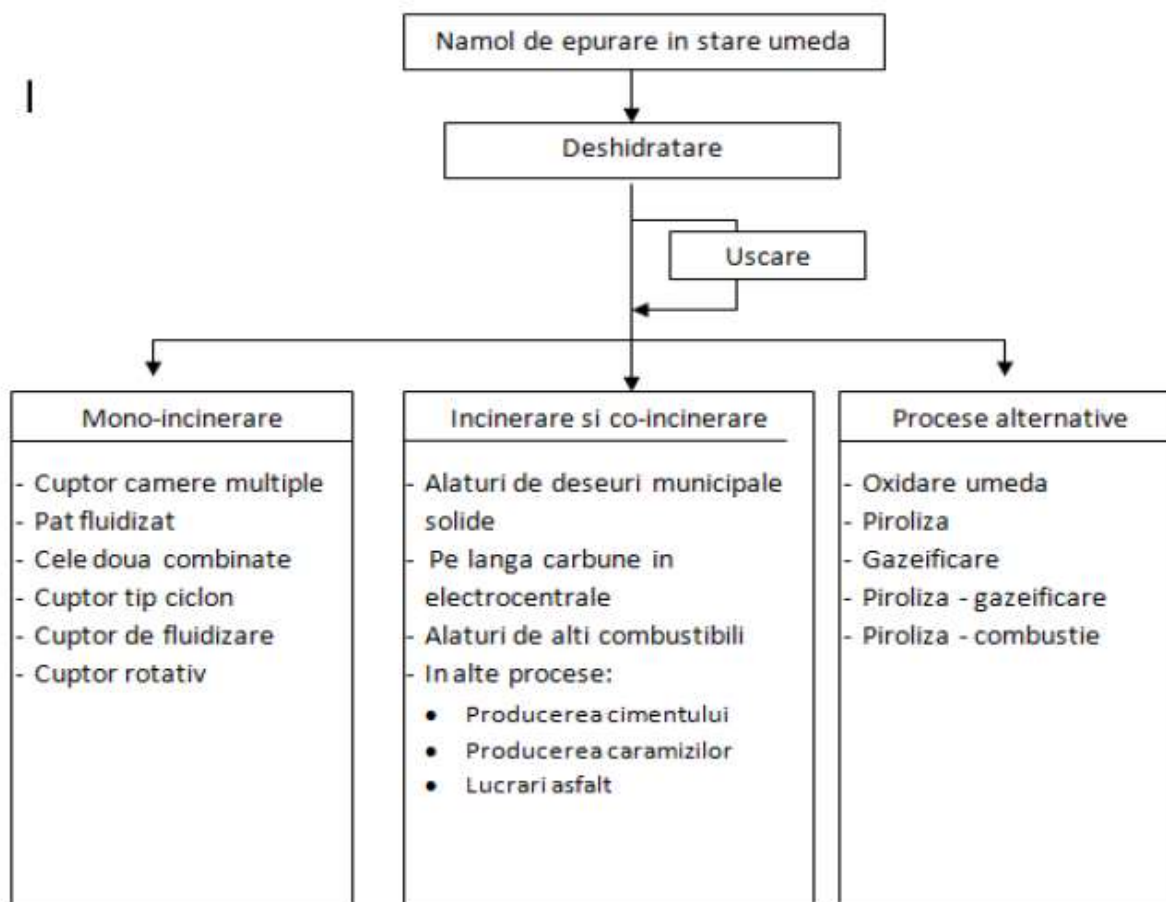 Namol de epurare in stare umeda
Deshidratare
Uscare
Mono-incinerare
- Cuptor camere multiple
- Pat fluidizat
- Cele doua combinate
- Cuptor tip ciclon
- Cuptor de fluidizare
- Cuptor rotativ
Incinerare si co-incinerare
- Alaturi de deseuri municipale
solide
- Pe langa carbune in
electrocentrale
- Alaturi de alti combustibili
- In alte procese:
• Producerea cimentului
• Producerea caramizilor
• Lucrari asfalt
Procese alternative
- Oxidare umeda
- Piroliza
- Gazeificare
- Piroliza - gazeificare
- Piroliza - combustie